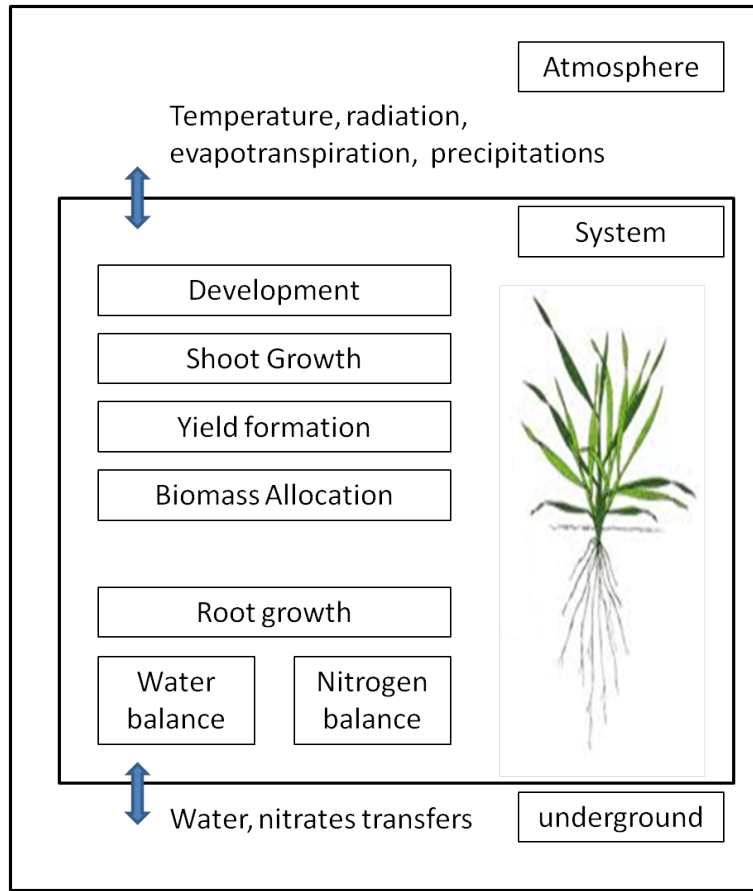 Atmosphere
Temperature, radiation,
evapotranspiration, precipitations
System
Development
Shoot Growth
Yield formation
Biomass Allocation
Root growth
Water
balance
Nitrogen
balance
Water, nitrates transfers
underground